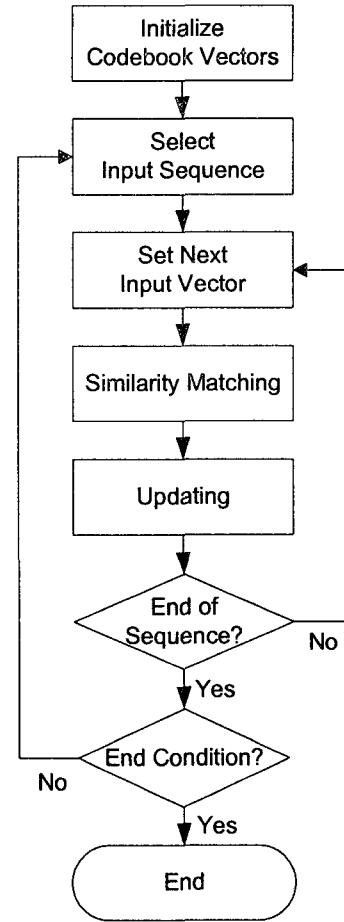 Initialize
Codebook Vectors
Select
Input Sequence
Set Next
Input Vector
Similarity Matching
Updating
End of
Sequence?
No
Yes
End Condition?
No
Yes
End